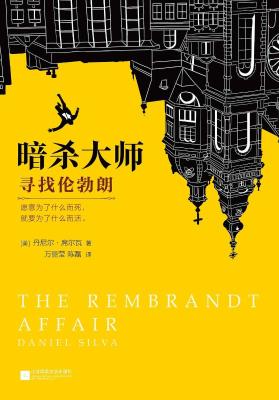 暗杀大师
寻找伦勃朗
愿意为了什么而死,
就要为了什么而活。
[美] 丹尼尔·席尔瓦 著
万丽莹 陈磊 译
THE REMBRANDT
AFFAIR
DANIEL SILVA